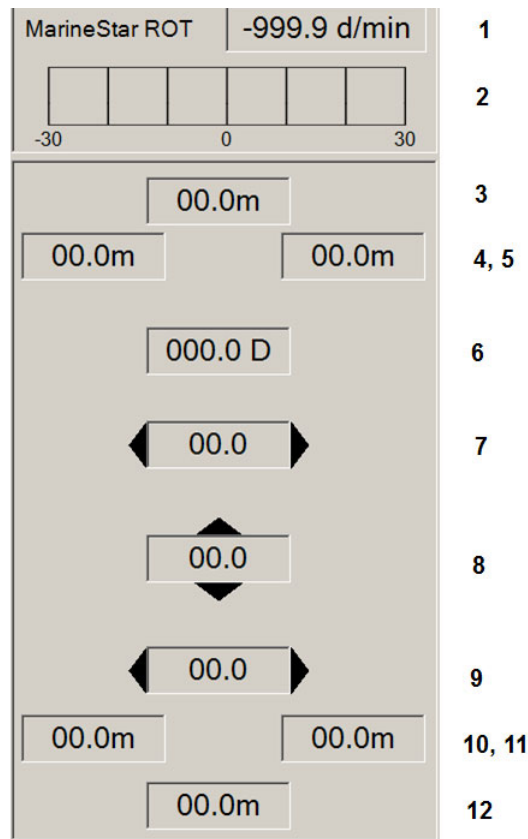 MarineStar ROT -999.9 d/min 1
2
-30 0 30
00.0m 3
00.0m 00.0m 4, 5
000.0 D 6
00.0 7
00.0 8
00.0 9
00.0m 00.0m 10, 11
00.0m 12